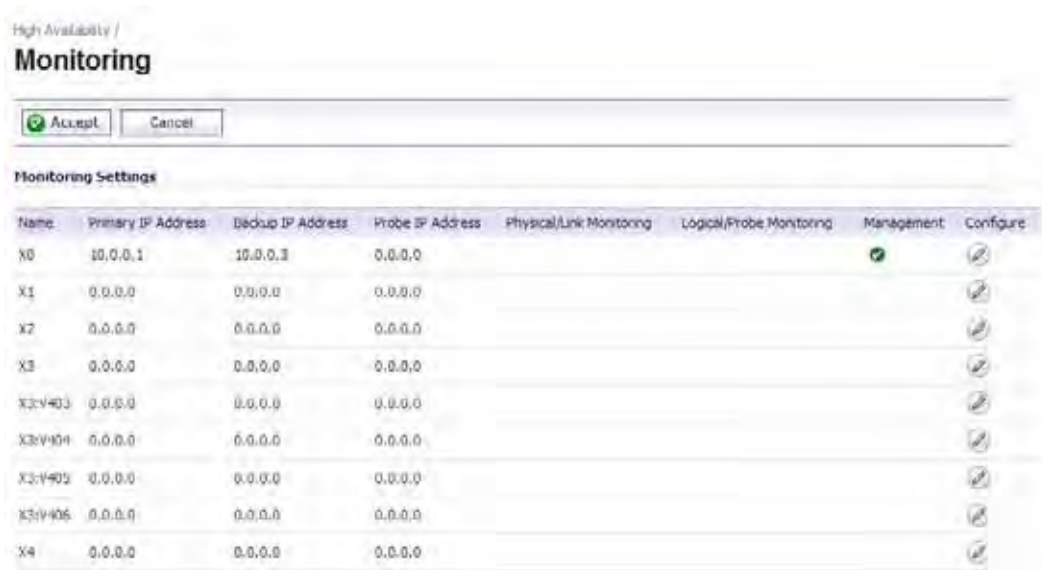 High Availability /
Monitoring
Accept Cancel
Monitoring Settings
Name Primary IP Address Backup IP Address Probe IP Address Physical/Link Monitoring Logical/Probe Monitoring Management Configure
X0 10.0.0.1 10.0.0.3 0.0.0.0
X1 0.0.0.0 0.0.0.0 0.0.0.0
X2 0.0.0.0 0.0.0.0 0.0.0.0
X3 0.0.0.0 0.0.0.0 0.0.0.0
X3:V403 0.0.0.0 0.0.0.0 0.0.0.0
X3:V404 0.0.0.0 0.0.0.0 0.0.0.0
X3:V405 0.0.0.0 0.0.0.0 0.0.0.0
X3:V406 0.0.0.0 0.0.0.0 0.0.0.0
X4 0.0.0.0 0.0.0.0 0.0.0.0